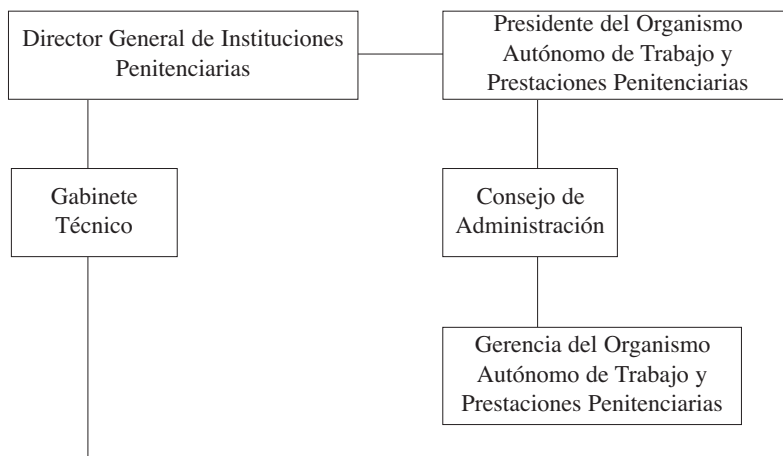 Director General de Instituciones
Penitenciarias
Presidente del Organismo
Autónomo de Trabajo y
Prestaciones Penitenciarias
Gabinete
Técnico
Consejo de
Administración
Gerencia del Organismo
Autónomo de Trabajo y
Prestaciones Penitenciarias